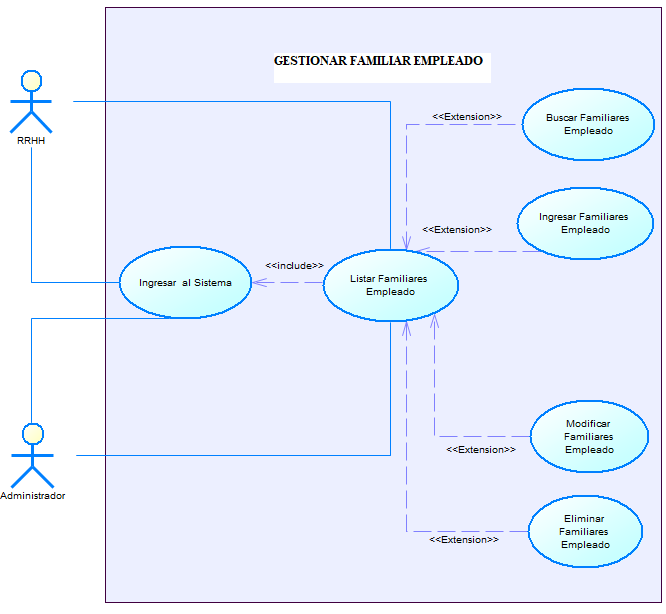 GESTIONAR FAMILIAR EMPLEADO
RRHH
<<Extension>>
Buscar Familiares
Empleado
<<Extension>>
Ingresar Familiares
Empleado
<<include>>
Ingresar al Sistema
Listar Familiares
Empleado
Administrador
<<Extension>>
Modificar
Familiares
Empleado
<<Extension>>
Eliminar
Familiares
Empleado